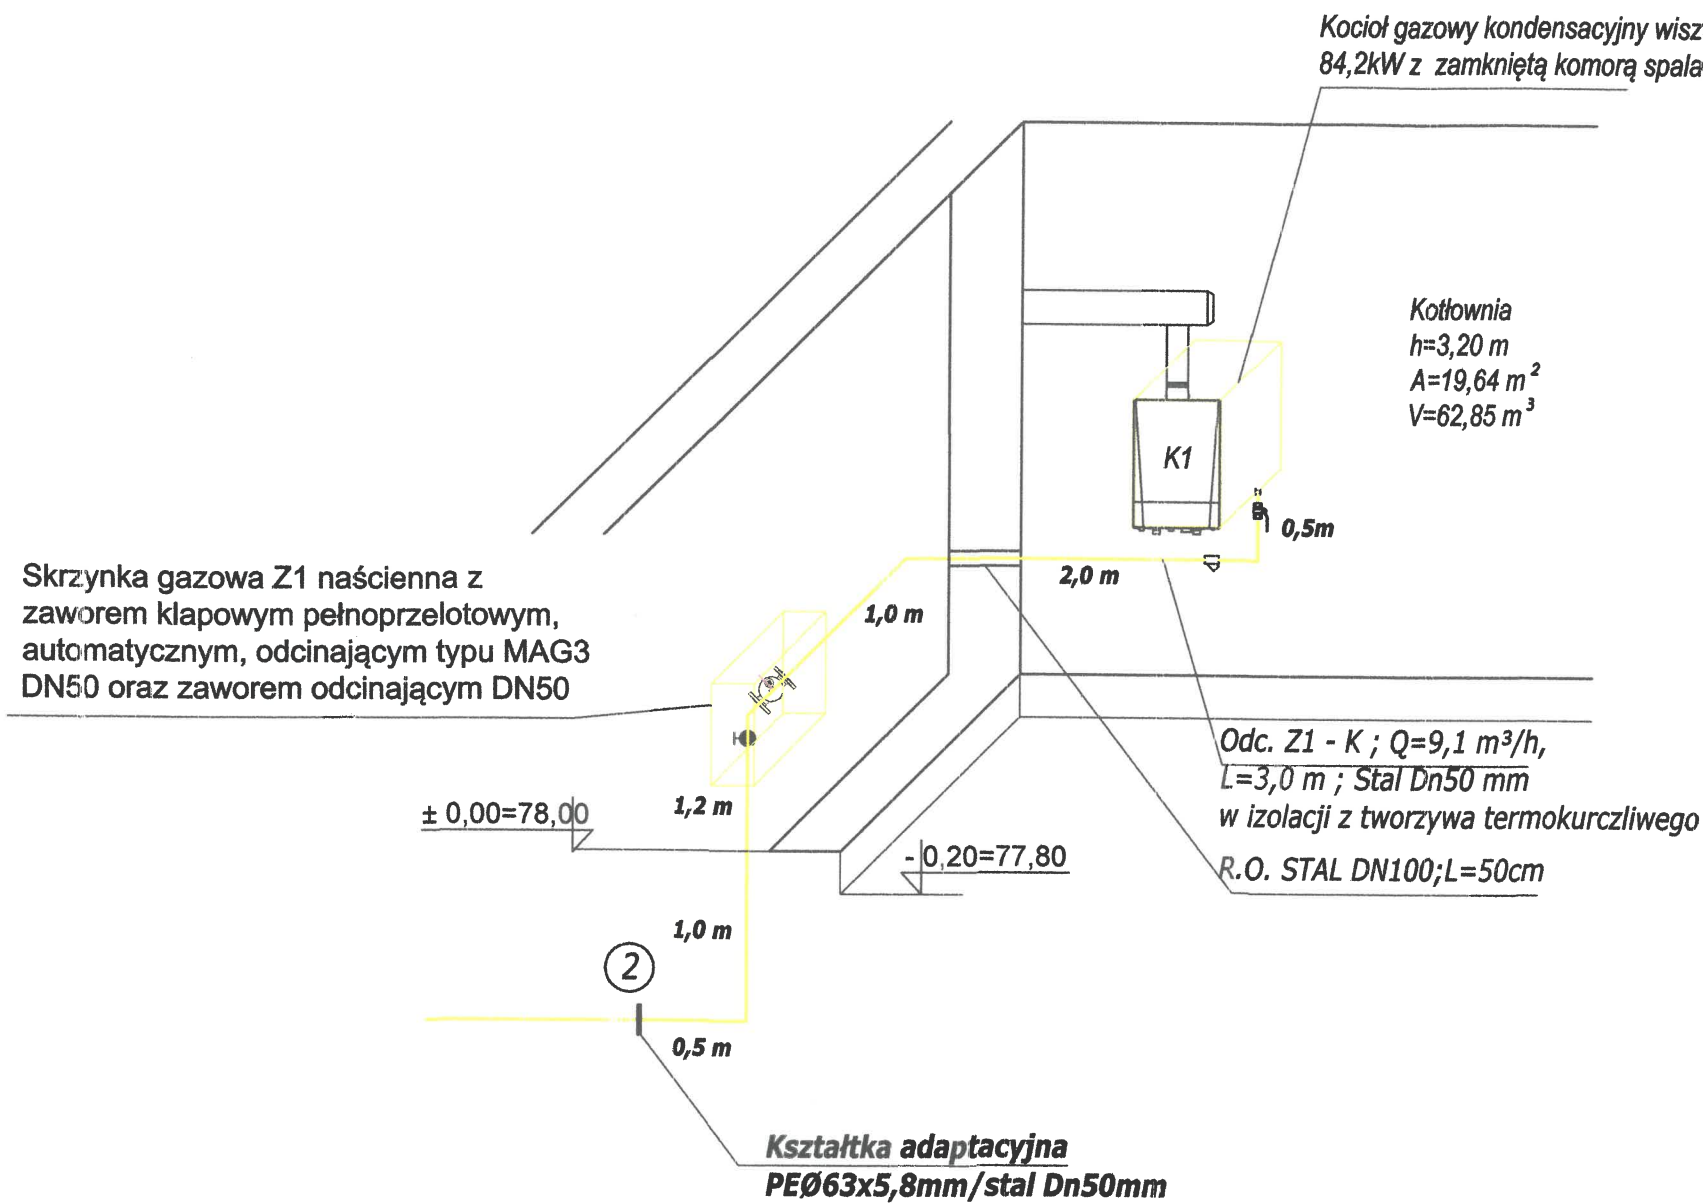 Kocioł gazowy kondensacyjny
84,2kW z zamkniętą komorą
Kotłownia
h=3,20 m
A=19,64 m²
V=62,85 m³
K1
0,5m
2,0 m
1,0 m
Skrzynka gazowa Z1 naścienna z
zaworem klapowym pełnoprzelotowym,
automatycznym, odcinającym typu MAG3
DN50 oraz zaworem odcinającym DN50
Odc. Z1 - K ; Q=9,1 m³/h,
L=3,0 m ; Stal Dn50 mm
w izolacji z tworzywa termokurczliwego
R.O. STAL DN100;L=50cm
± 0,00=78,00
1,2 m
- 0,20=77,80
1,0 m
2
0,5 m
Kształtka adaptacyjna
PEØ63x5,8mm/stal Dn50mm